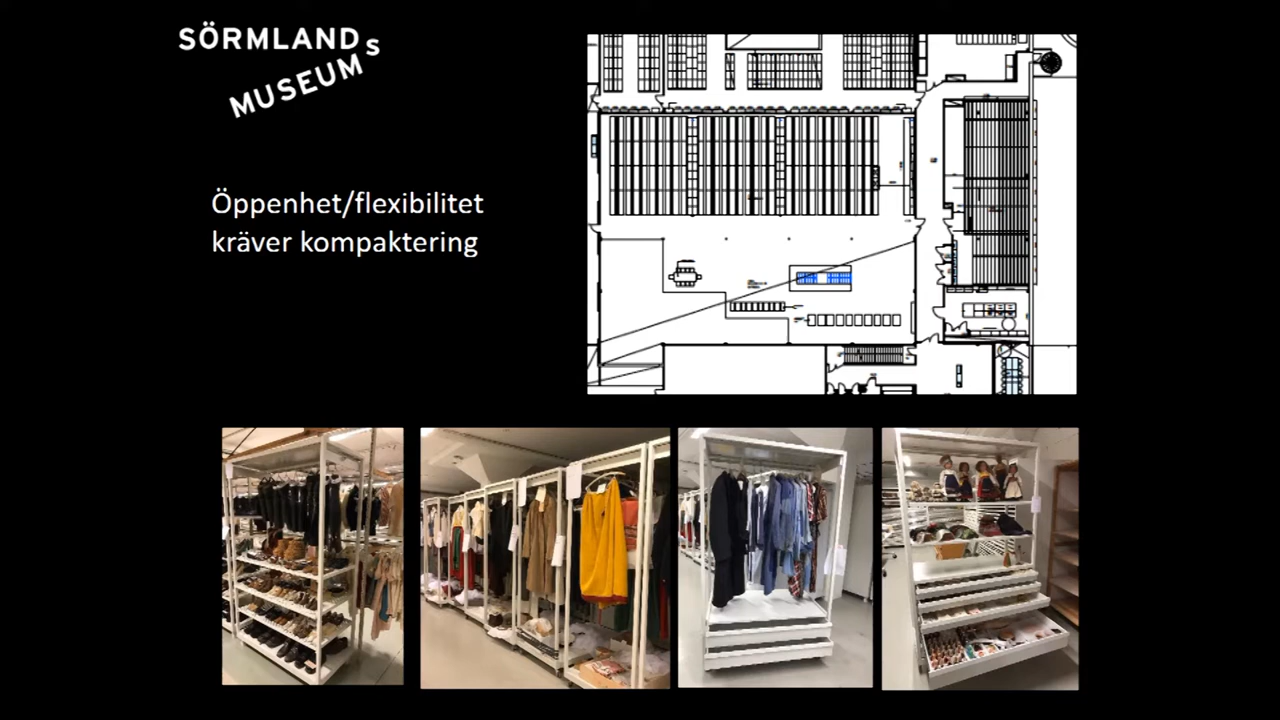 SÖRMLANDS
MUSEUM
Öppenhet/flexibilitet
kräver kompaktering